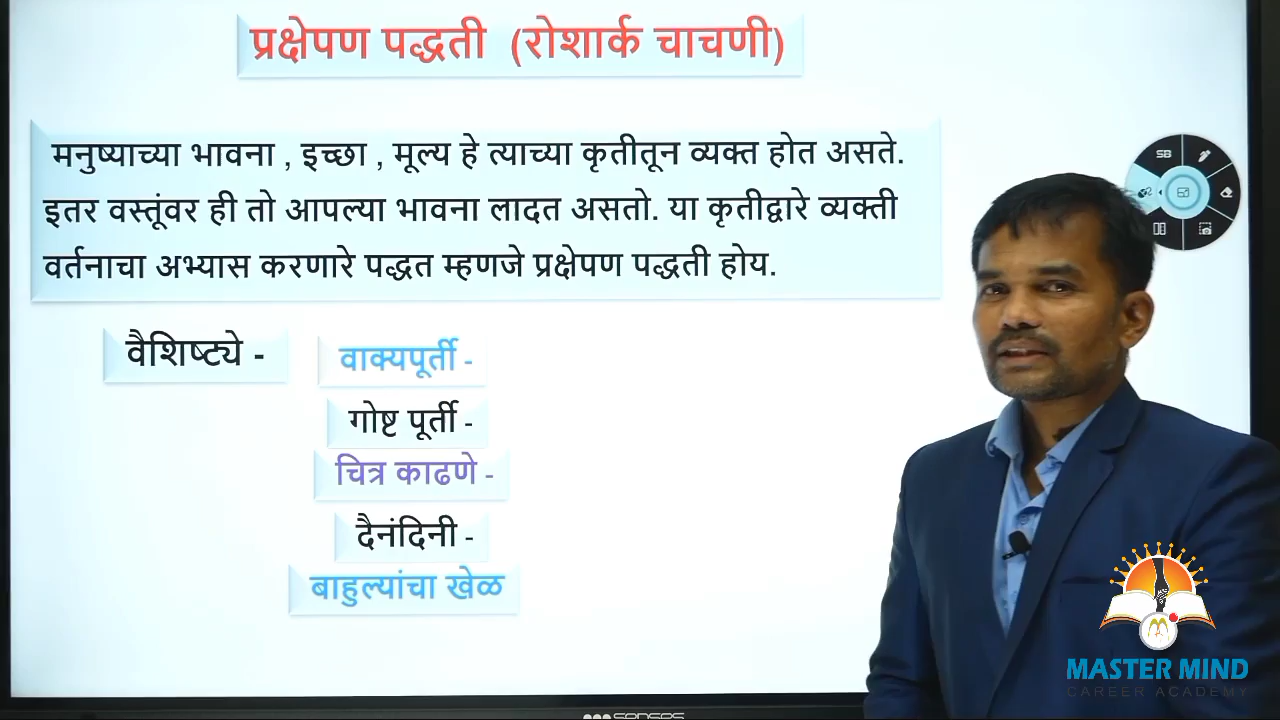 प्रक्षेपण पद्धती (रोशार्क चाचणी)
मनुष्याच्या भावना , इच्छा , मूल्य हे त्याच्या कृतीतून व्यक्त होत असते.
इतर वस्तूंवर ही तो आपल्या भावना लादत असतो. या कृतीद्वारे व्यक्ती
वर्तनाचा अभ्यास करणारे पद्धत म्हणजे प्रक्षेपण पद्धती होय.
वैशिष्ट्ये - वाक्यपूर्ती -
गोष्ट पूर्ती -
चित्र काढणे -
दैनंदिनी -
बाहुल्यांचा खेळ
SB
MASTER MIND
CAREER ACADEMY